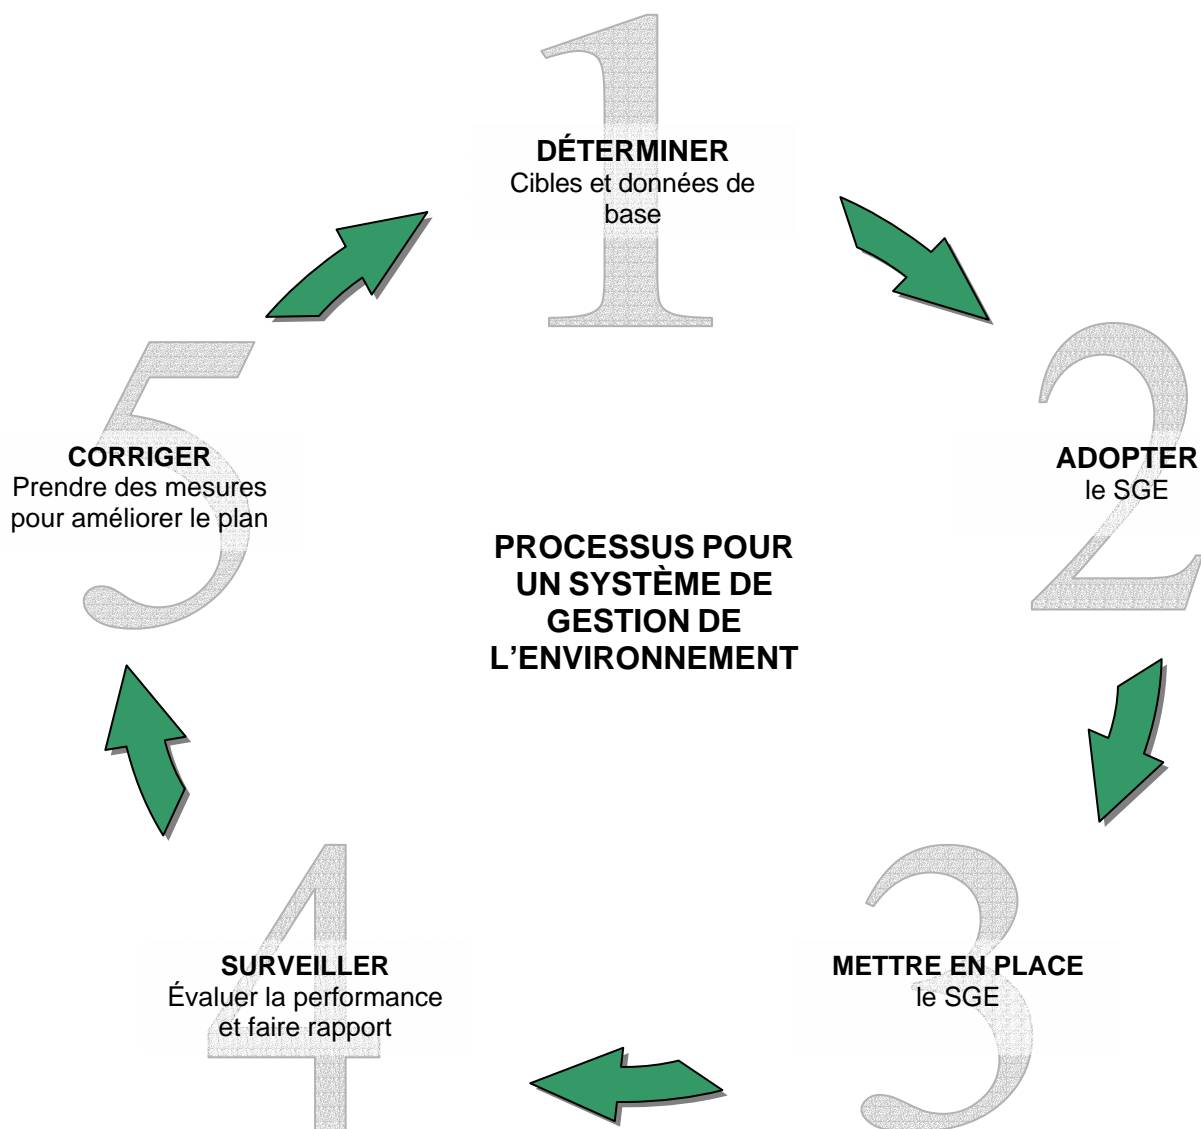 1
DÉTERMINER
Cibles et données de
base
2
ADOPTER
le SGE
3
METTRE EN PLACE
le SGE
4
SURVEILLER
Évaluer la performance
et faire rapport
5
CORRIGER
Prendre des mesures
pour améliorer le plan
PROCESSUS POUR
UN SYSTÈME DE
GESTION DE
L’ENVIRONNEMENT